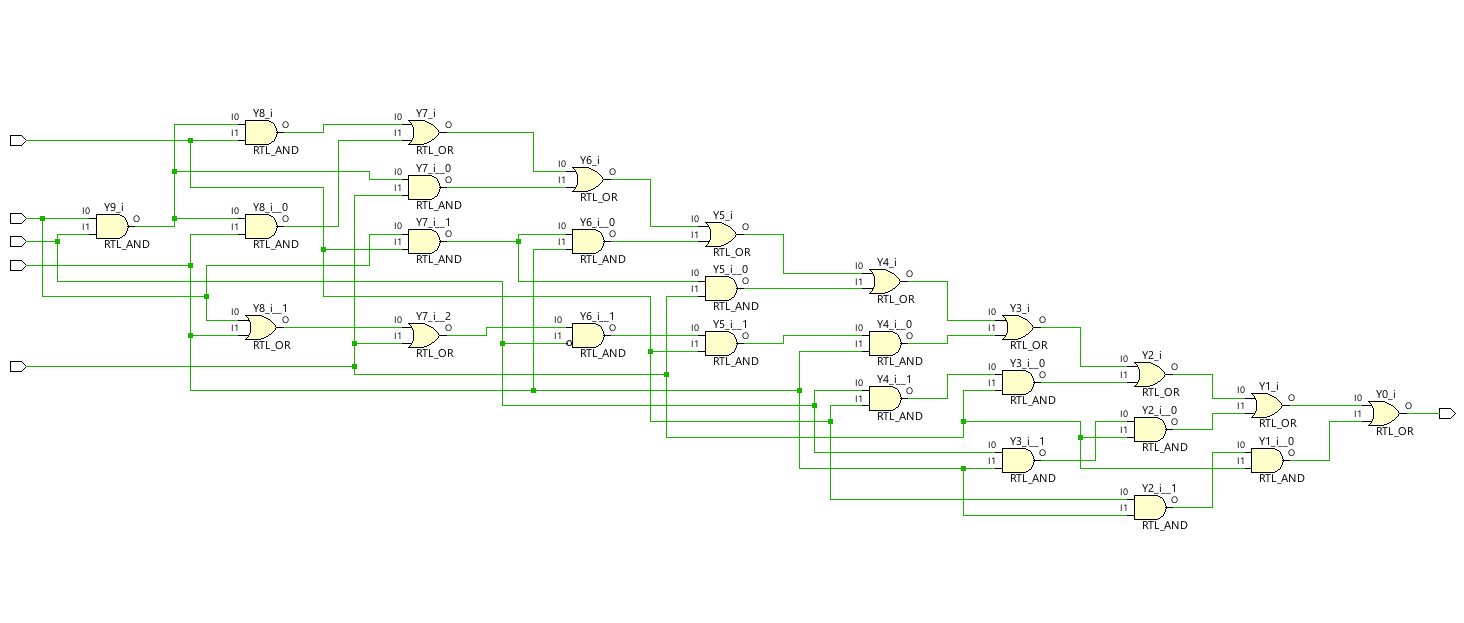 Y8_i
I0
I1
O
RTL_AND
Y7_i
I0
I1
O
RTL_OR
Y7_i__0
I0
I1
O
RTL_AND
Y6_i
I0
I1
O
RTL_OR
Y9_i
I0
I1
O
RTL_AND
Y8_i__0
I0
I1
O
RTL_AND
Y7_i__1
I0
I1
O
RTL_AND
Y6_i__0
I0
I1
O
RTL_AND
Y5_i
I0
I1
O
RTL_OR
Y5_i__0
I0
I1
O
RTL_AND
Y4_i
I0
I1
O
RTL_OR
Y8_i__1
I0
I1
O
RTL_OR
Y7_i__2
I0
I1
O
RTL_OR
Y6_i__1
I0
I1
O
RTL_AND
Y5_i__1
I0
I1
O
RTL_AND
Y4_i__0
I0
I1
O
RTL_AND
Y3_i
I0
I1
O
RTL_OR
Y4_i__1
I0
I1
O
RTL_AND
Y3_i__0
I0
I1
O
RTL_AND
Y2_i
I0
I1
O
RTL_OR
Y1_i
I0
I1
O
RTL_OR
Y0_i
I0
I1
O
RTL_OR
Y2_i__0
I0
I1
O
RTL_AND
Y3_i__1
I0
I1
O
RTL_AND
Y1_i__0
I0
I1
O
RTL_AND
Y2_i__1
I0
I1
O
RTL_AND